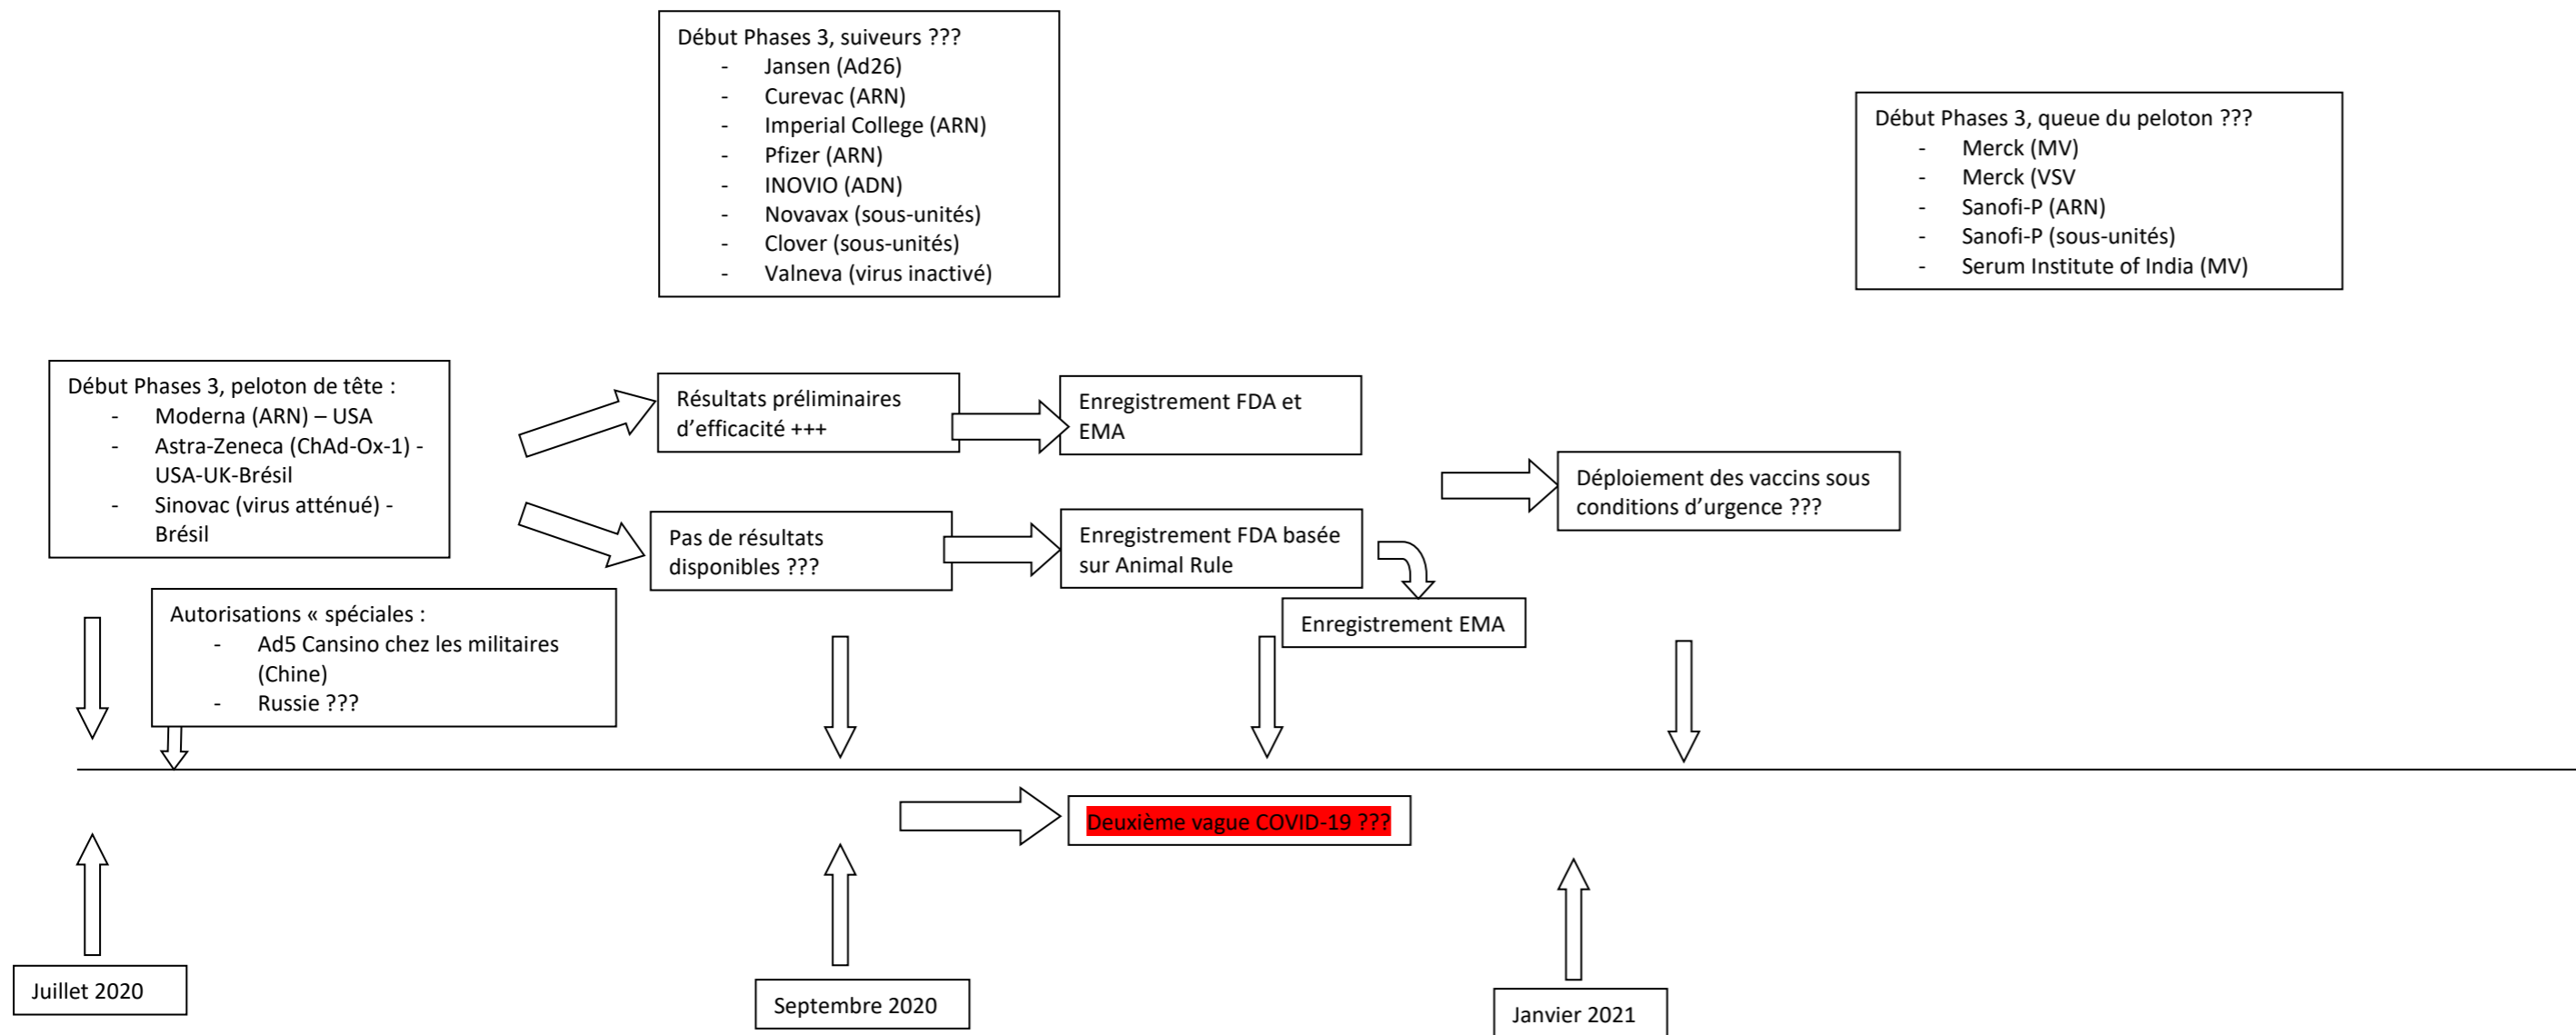 Début Phases 3, suiveurs ???
- Jansen (Ad26)
- Curevac (ARN)
- Imperial College (ARN)
- Pfizer (ARN)
- INOVIO (ADN)
- Novavax (sous-unités)
- Clover (sous-unités)
- Valneva (virus inactivé)
Début Phases 3, queue du peloton ???
- Merck (MV)
- Merck (VSV
- Sanofi-P (ARN)
- Sanofi-P (sous-unités)
- Serum Institute of India (MV)
Début Phases 3, peloton de tête :
- Moderna (ARN) – USA
- Astra-Zeneca (ChAd-Ox-1) -
USA-UK-Brésil
- Sinovac (virus atténué) -
Brésil
Résultats préliminaires
d’efficacité +++
Enregistrement FDA et
EMA
Pas de résultats
disponibles ???
Enregistrement FDA basée
sur Animal Rule
Déploiement des vaccins sous
conditions d’urgence ???
Enregistrement EMA
Autorisations « spéciales :
- Ad5 Cansino chez les militaires
(Chine)
- Russie ???
Deuxième vague COVID-19 ???
Juillet 2020
Septembre 2020
Janvier 2021